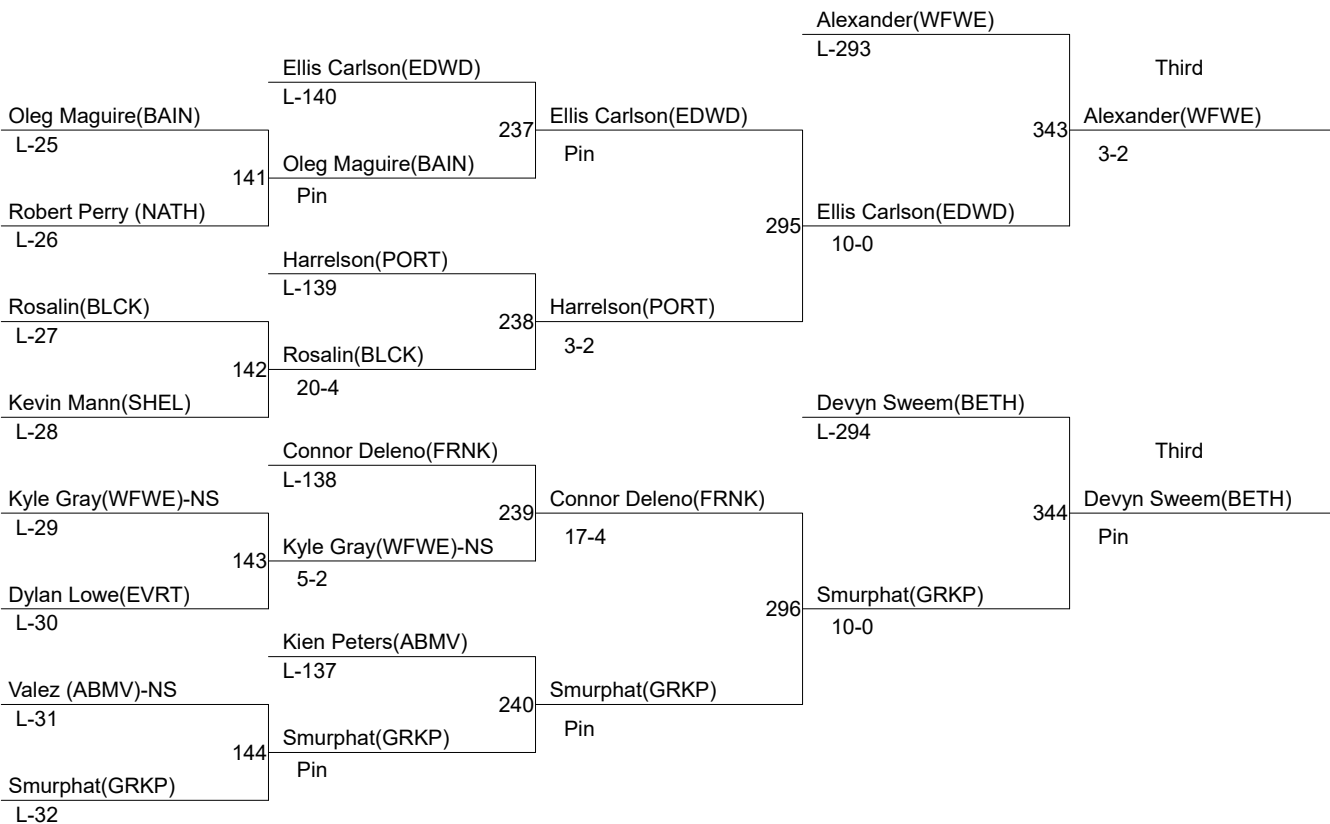 Alexander(WFWE)
L-293
Ellis Carlson(EDWD)
Third
L-140
Oleg Maguire(BAIN)
Ellis Carlson(EDWD)
Alexander(WFWE)
237
343
L-25
Pin
3-2
Oleg Maguire(BAIN)
141
Pin
Robert Perry (NATH)
Ellis Carlson(EDWD)
295
L-26
10-0
Harrelson(PORT)
L-139
Rosalin(BLCK)
Harrelson(PORT)
238
L-27
3-2
Rosalin(BLCK)
142
20-4
Kevin Mann(SHEL)
Devyn Sweem(BETH)
L-28
L-294
Connor Deleno(FRNK)
Third
L-138
Kyle Gray(WFWE)-NS
Connor Deleno(FRNK)
Devyn Sweem(BETH)
239
344
L-29
17-4
Pin
Kyle Gray(WFWE)-NS
143
5-2
Dylan Lowe(EVRT)
Smurphat(GRKP)
296
L-30
10-0
Kien Peters(ABMV)
L-137
Valez (ABMV)-NS
Smurphat(GRKP)
240
L-31
Pin
Smurphat(GRKP)
144
Pin
Smurphat(GRKP)
L-32